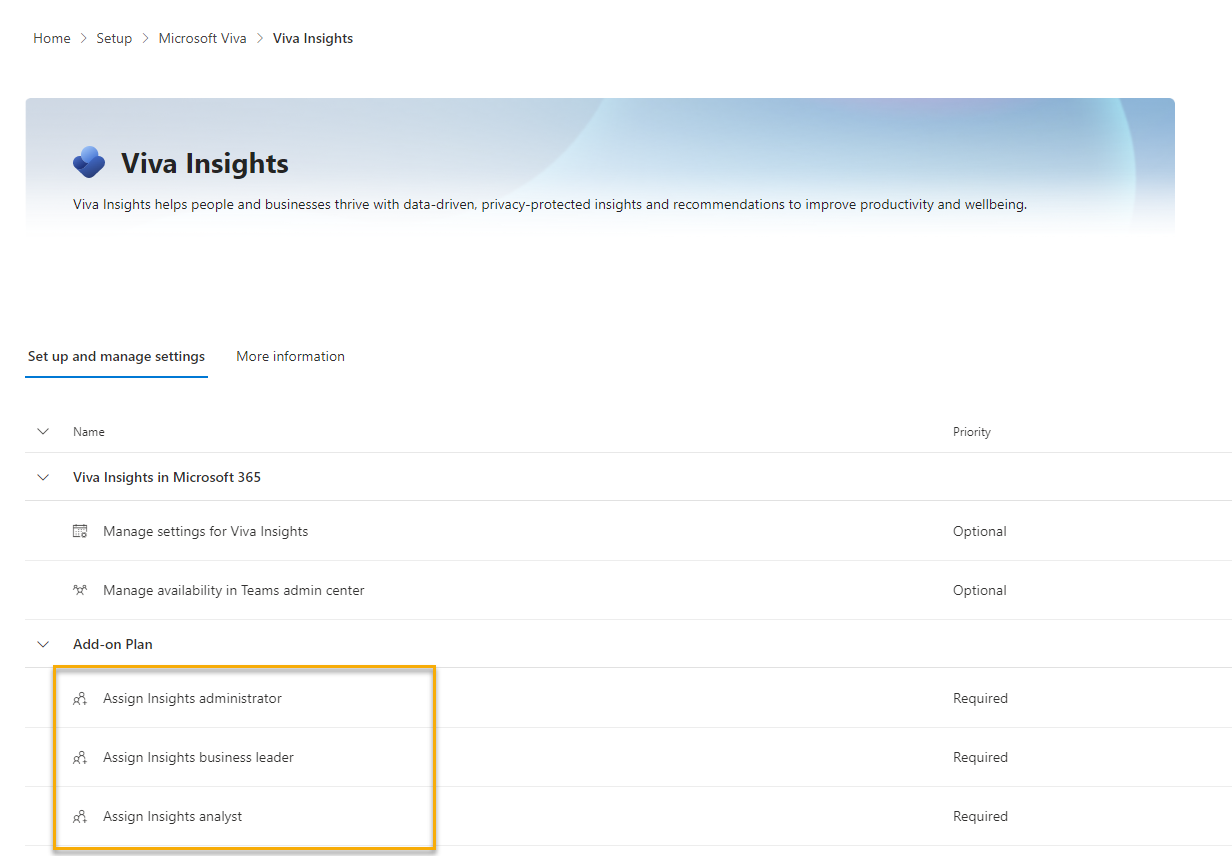 Home > Setup > Microsoft Viva > Viva Insights
Viva Insights
Viva Insights helps people and businesses thrive with data-driven, privacy-protected insights and recommendations to improve productivity and wellbeing.
Set up and manage settings More information
Name Priority
Viva Insights in Microsoft 365
Manage settings for Viva Insights Optional
Manage availability in Teams admin center Optional
Add-on Plan
Assign Insights administrator Required
Assign Insights business leader Required
Assign Insights analyst Required